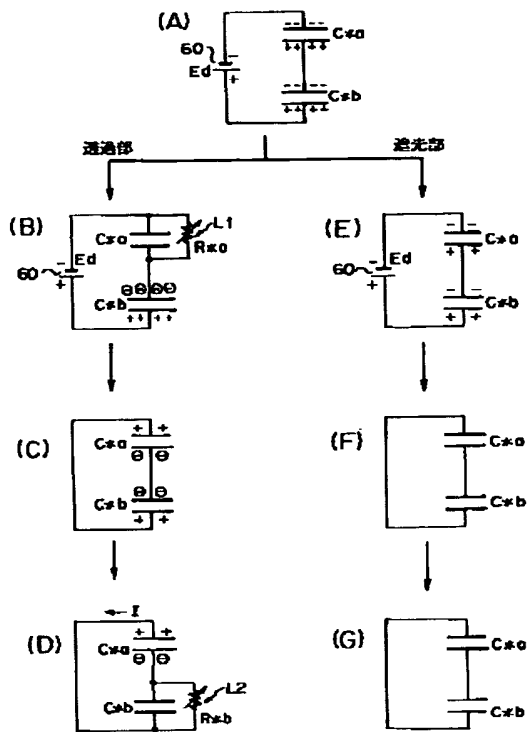 (A)
60
Ed
− + 
− − − −
C*a
+ + + +
− − − −
C*b
+ + + +
透過部
遮光部
(B)
60
Ed
−
+
C*a
L1
R*a
⊖ ⊖ ⊖ ⊖
C*b
+ + + +
(E)
60
Ed
−
+
− −
C*a
+ +
− −
C*b
+ +
(C)
+ +
C*a
⊖ ⊖
⊖ ⊖
C*b
+ +
(F)
C*a
C*b
(D)
← I
+ +
C*a
⊖ ⊖
L2
C*b
R*b
(G)
C*a
C*b